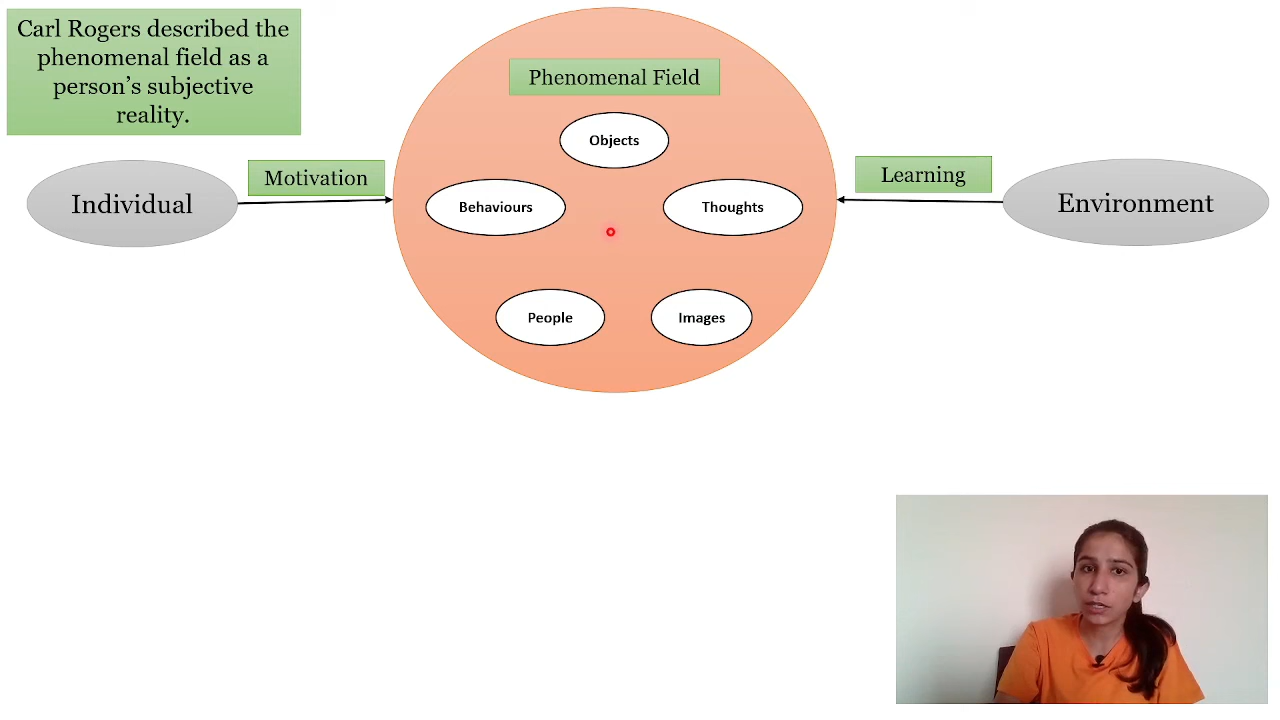 Carl Rogers described the
phenomenal field as a
person’s subjective
reality.
Phenomenal Field
Objects
Individual
Motivation
Behaviours
Thoughts
Learning
Environment
People
Images